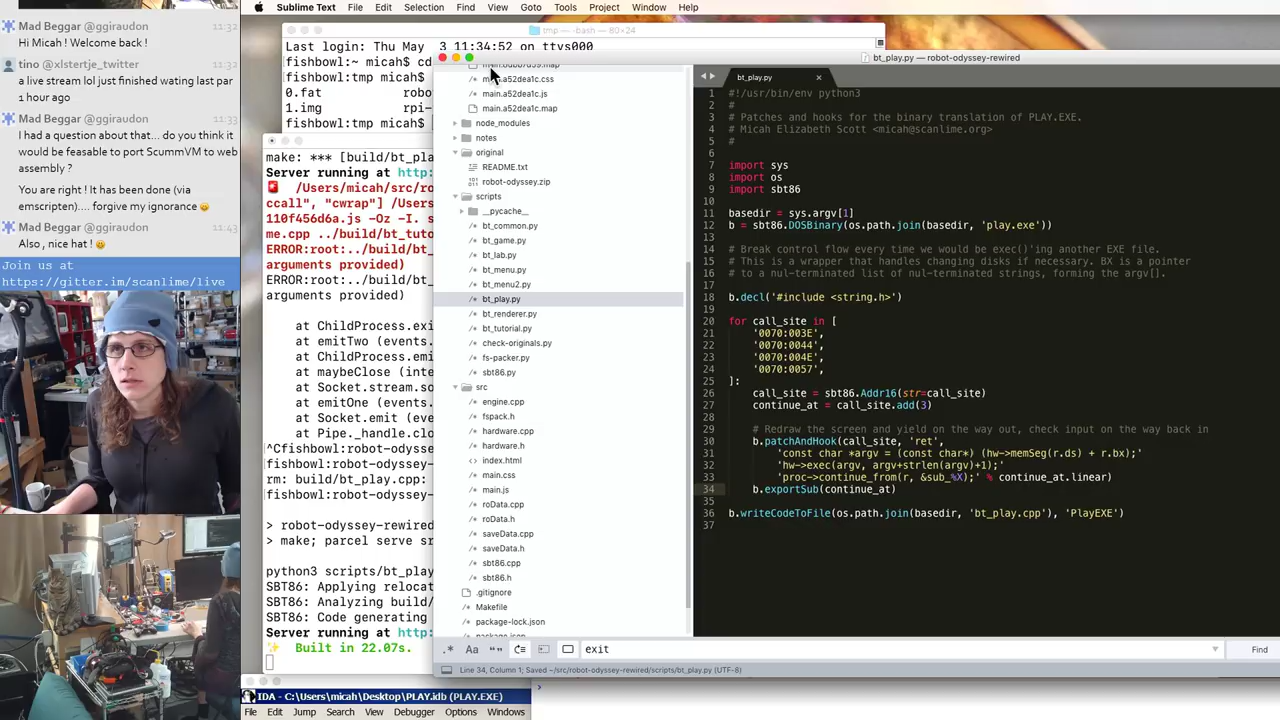 Mad Beggar @ggiraudon 11:32
Hi Micah ! Welcome back !
tino @xlstertje_twitter 11:32
a live stream lol just finished wating last par
1 hour ago
Mad Beggar @ggiraudon 11:33
I had a question about that... do you think it
would be feasable to port ScummVM to web
assembly ?
You are right ! It has been done (via
emscripten).... forgive my ignorance
Mad Beggar @ggiraudon 11:43
Also , nice hat !
Join us at
https://gitter.im/scanlime/live
Sublime Text File Edit Selection Find View Goto Tools Project Window Help
tmp — -bash — 80×24
Last login: Thu May 3 11:34:52 on ttys000
fishbowl:~ micah$ cd
fishbowl:tmp micah$
0.fat robo
1.img rpi-
fishbowl:tmp micah$
make: *** [build/bt_play
Server running at http:
/Users/micah/src/ro
ccall", "cwrap"] /Users
110f456d6a.js -Oz -I. s
me.cpp ../build/bt_tuto
ERROR:root:../build/bt_
arguments provided)
ERROR:root:../build/bt_
arguments provided)
at ChildProcess.exi
at emitTwo (events.
at ChildProcess.emi
at maybeClose (inte
at Socket.stream.so
at emitOne (events.
at Socket.emit (eve
at Pipe._handle.clo
^Cfishbowl:robot-odysse
fishbowl:robot-odyssey-
rm: build/bt_play.cpp:
fishbowl:robot-odyssey-
> robot-odyssey-rewired
> make; parcel serve sr
python3 scripts/bt_play
SBT86: Applying relocat
SBT86: Analyzing build/
SBT86: Code generating
Server running at http:
Built in 22.07s.
main.a52dea1c.css
main.a52dea1c.js
main.a52dea1c.map
node_modules
notes
original
README.txt
robot-odyssey.zip
scripts
__pycache__
bt_common.py
bt_game.py
bt_lab.py
bt_menu.py
bt_menu2.py
bt_play.py
bt_renderer.py
bt_tutorial.py
check-originals.py
fs-packer.py
sbt86.py
src
engine.cpp
fspack.h
hardware.cpp
hardware.h
index.html
main.css
main.js
roData.cpp
roData.h
saveData.cpp
saveData.h
sbt86.cpp
sbt86.h
.gitignore
Makefile
package-lock.json
package.json
bt_play.py — robot-odyssey-rewired
bt_play.py
1 #!/usr/bin/env python3
2 #
3 # Patches and hooks for the binary translation of PLAY.EXE.
4 # Micah Elizabeth Scott <micah@scanlime.org>
5 #
6
7 import sys
8 import os
9 import sbt86
10
11 basedir = sys.argv[1]
12 b = sbt86.DOSBinary(os.path.join(basedir, 'play.exe'))
13
14 # Break control flow every time we would be exec()'ing another EXE file.
15 # This is a wrapper that handles changing disks if necessary. BX is a pointer
16 # to a nul-terminated list of nul-terminated strings, forming the argv[].
17
18 b.decl('#include <string.h>')
19
20 for call_site in [
21 '0070:003E',
22 '0070:0044',
23 '0070:004E',
24 '0070:0057',
25 ]:
26 call_site = sbt86.Addr16(str=call_site)
27 continue_at = call_site.add(3)
28
29 # Redraw the screen and yield on the way out, check input on the way back in
30 b.patchAndHook(call_site, 'ret',
31 'const char *argv = (const char*) (hw->memSeg(r.ds) + r.bx);'
32 'hw->exec(argv, argv+strlen(argv)+1);'
33 'proc->continue_from(r, &sub_%X);' % continue_at.linear)
34 b.exportSub(continue_at)
35
36 b.writeCodeToFile(os.path.join(basedir, 'bt_play.cpp'), 'PlayEXE')
37
.* Aa “” exit Find
Line 34, Column 1; Saved ~/src/robot-odyssey-rewired/scripts/bt_play.py (UTF-8)
IDA - C:\Users\micah\Desktop\PLAY.idb (PLAY.EXE)
File Edit Jump Search View Debugger Options Windows